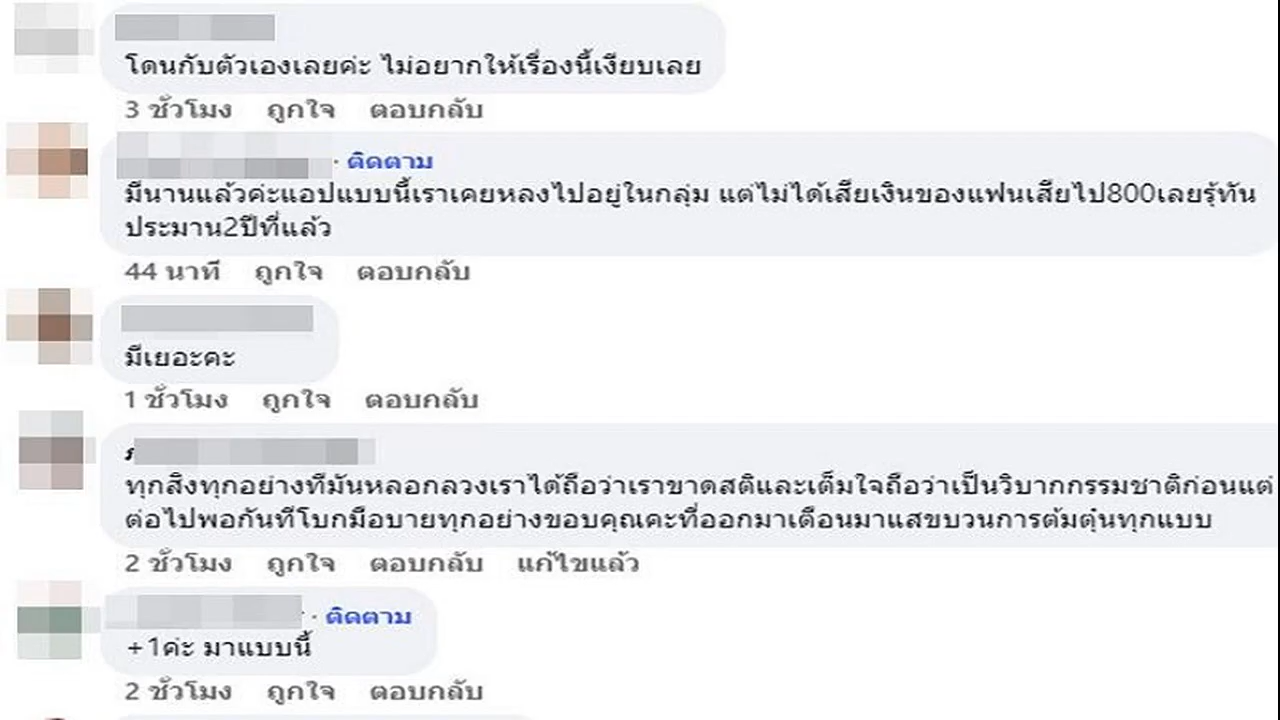 โดนกับตัวเองเลยค่ะ ไม่อยากให้เรื่องนี้เงียบเลย
3 ชั่วโมง ถูกใจ ตอบกลับ
· ติดตาม
มีนานแล้วค่ะแอปแบบนี้เราเคยหลงไปอยู่ในกลุ่ม แต่ไม่ได้เสียเงินของแฟนเสียไป800เลยรุ้ทัน
ประมาน2ปีที่แล้ว
44 นาที ถูกใจ ตอบกลับ
มีเยอะคะ
1 ชั่วโมง ถูกใจ ตอบกลับ
ทุกสิ่งทุกอย่างที่มันหลอกลวงเราได้ถือว่าเราขาดสติและเต็มใจถือว่าเป็นวิบากกรรมชาติก่อนแต่
ต่อไปพอกันทีโบกมือบายทุกอย่างขอบคุณคะที่ออกมาเตือนมาแสขบวนการต้มตุ๋นทุกแบบ
2 ชั่วโมง ถูกใจ ตอบกลับ แก้ไขแล้ว
· ติดตาม
+1ค่ะ มาแบบนี้
2 ชั่วโมง ถูกใจ ตอบกลับ